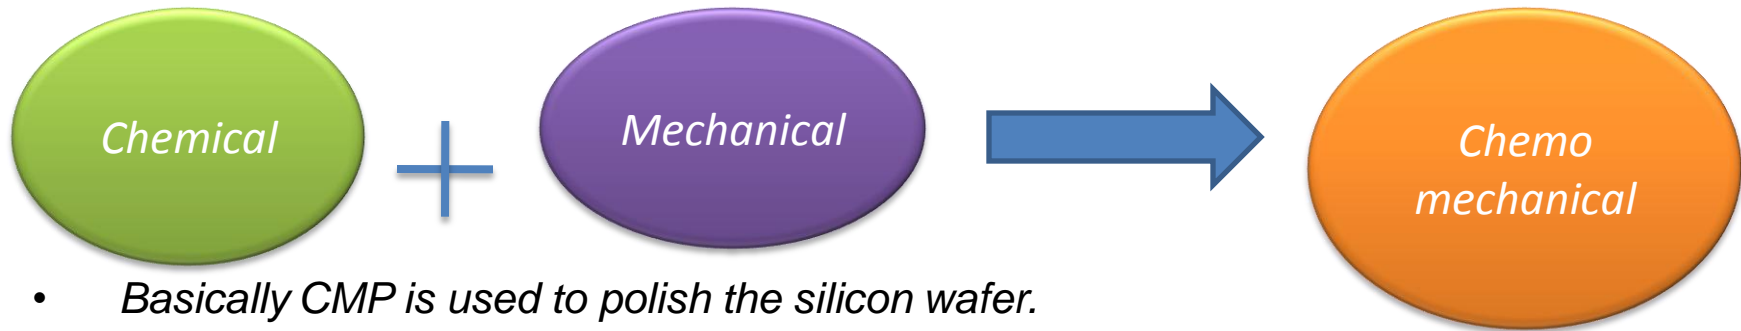 Chemical
Mechanical
Chemo
mechanical
• Basically CMP is used to polish the silicon wafer.